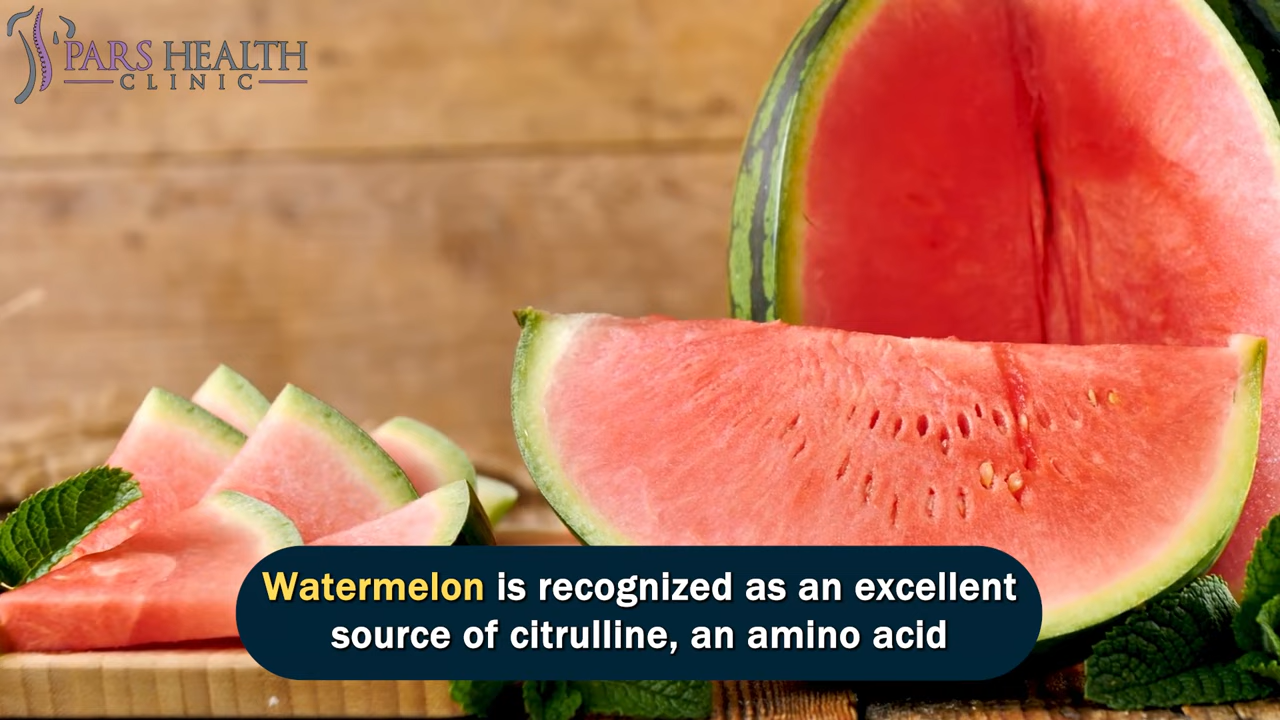 PARS HEALTH
CLINIC
Watermelon is recognized as an excellent
source of citrulline, an amino acid